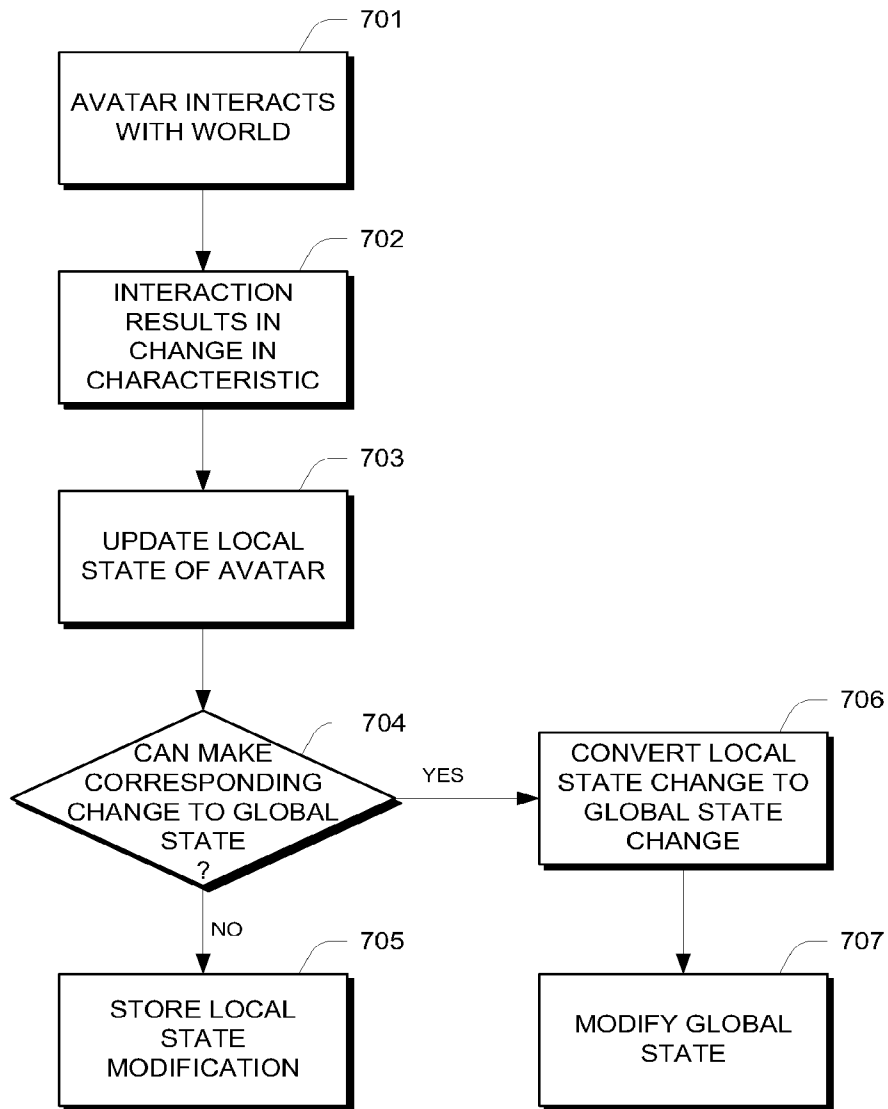 701
AVATAR INTERACTS
WITH WORLD
702
INTERACTION
RESULTS IN
CHANGE IN
CHARACTERISTIC
703
UPDATE LOCAL
STATE OF AVATAR
704
CAN MAKE
CORRESPONDING
CHANGE TO GLOBAL
STATE
?
YES
706
CONVERT LOCAL
STATE CHANGE TO
GLOBAL STATE
CHANGE
NO
705
STORE LOCAL
STATE
MODIFICATION
707
MODIFY GLOBAL
STATE